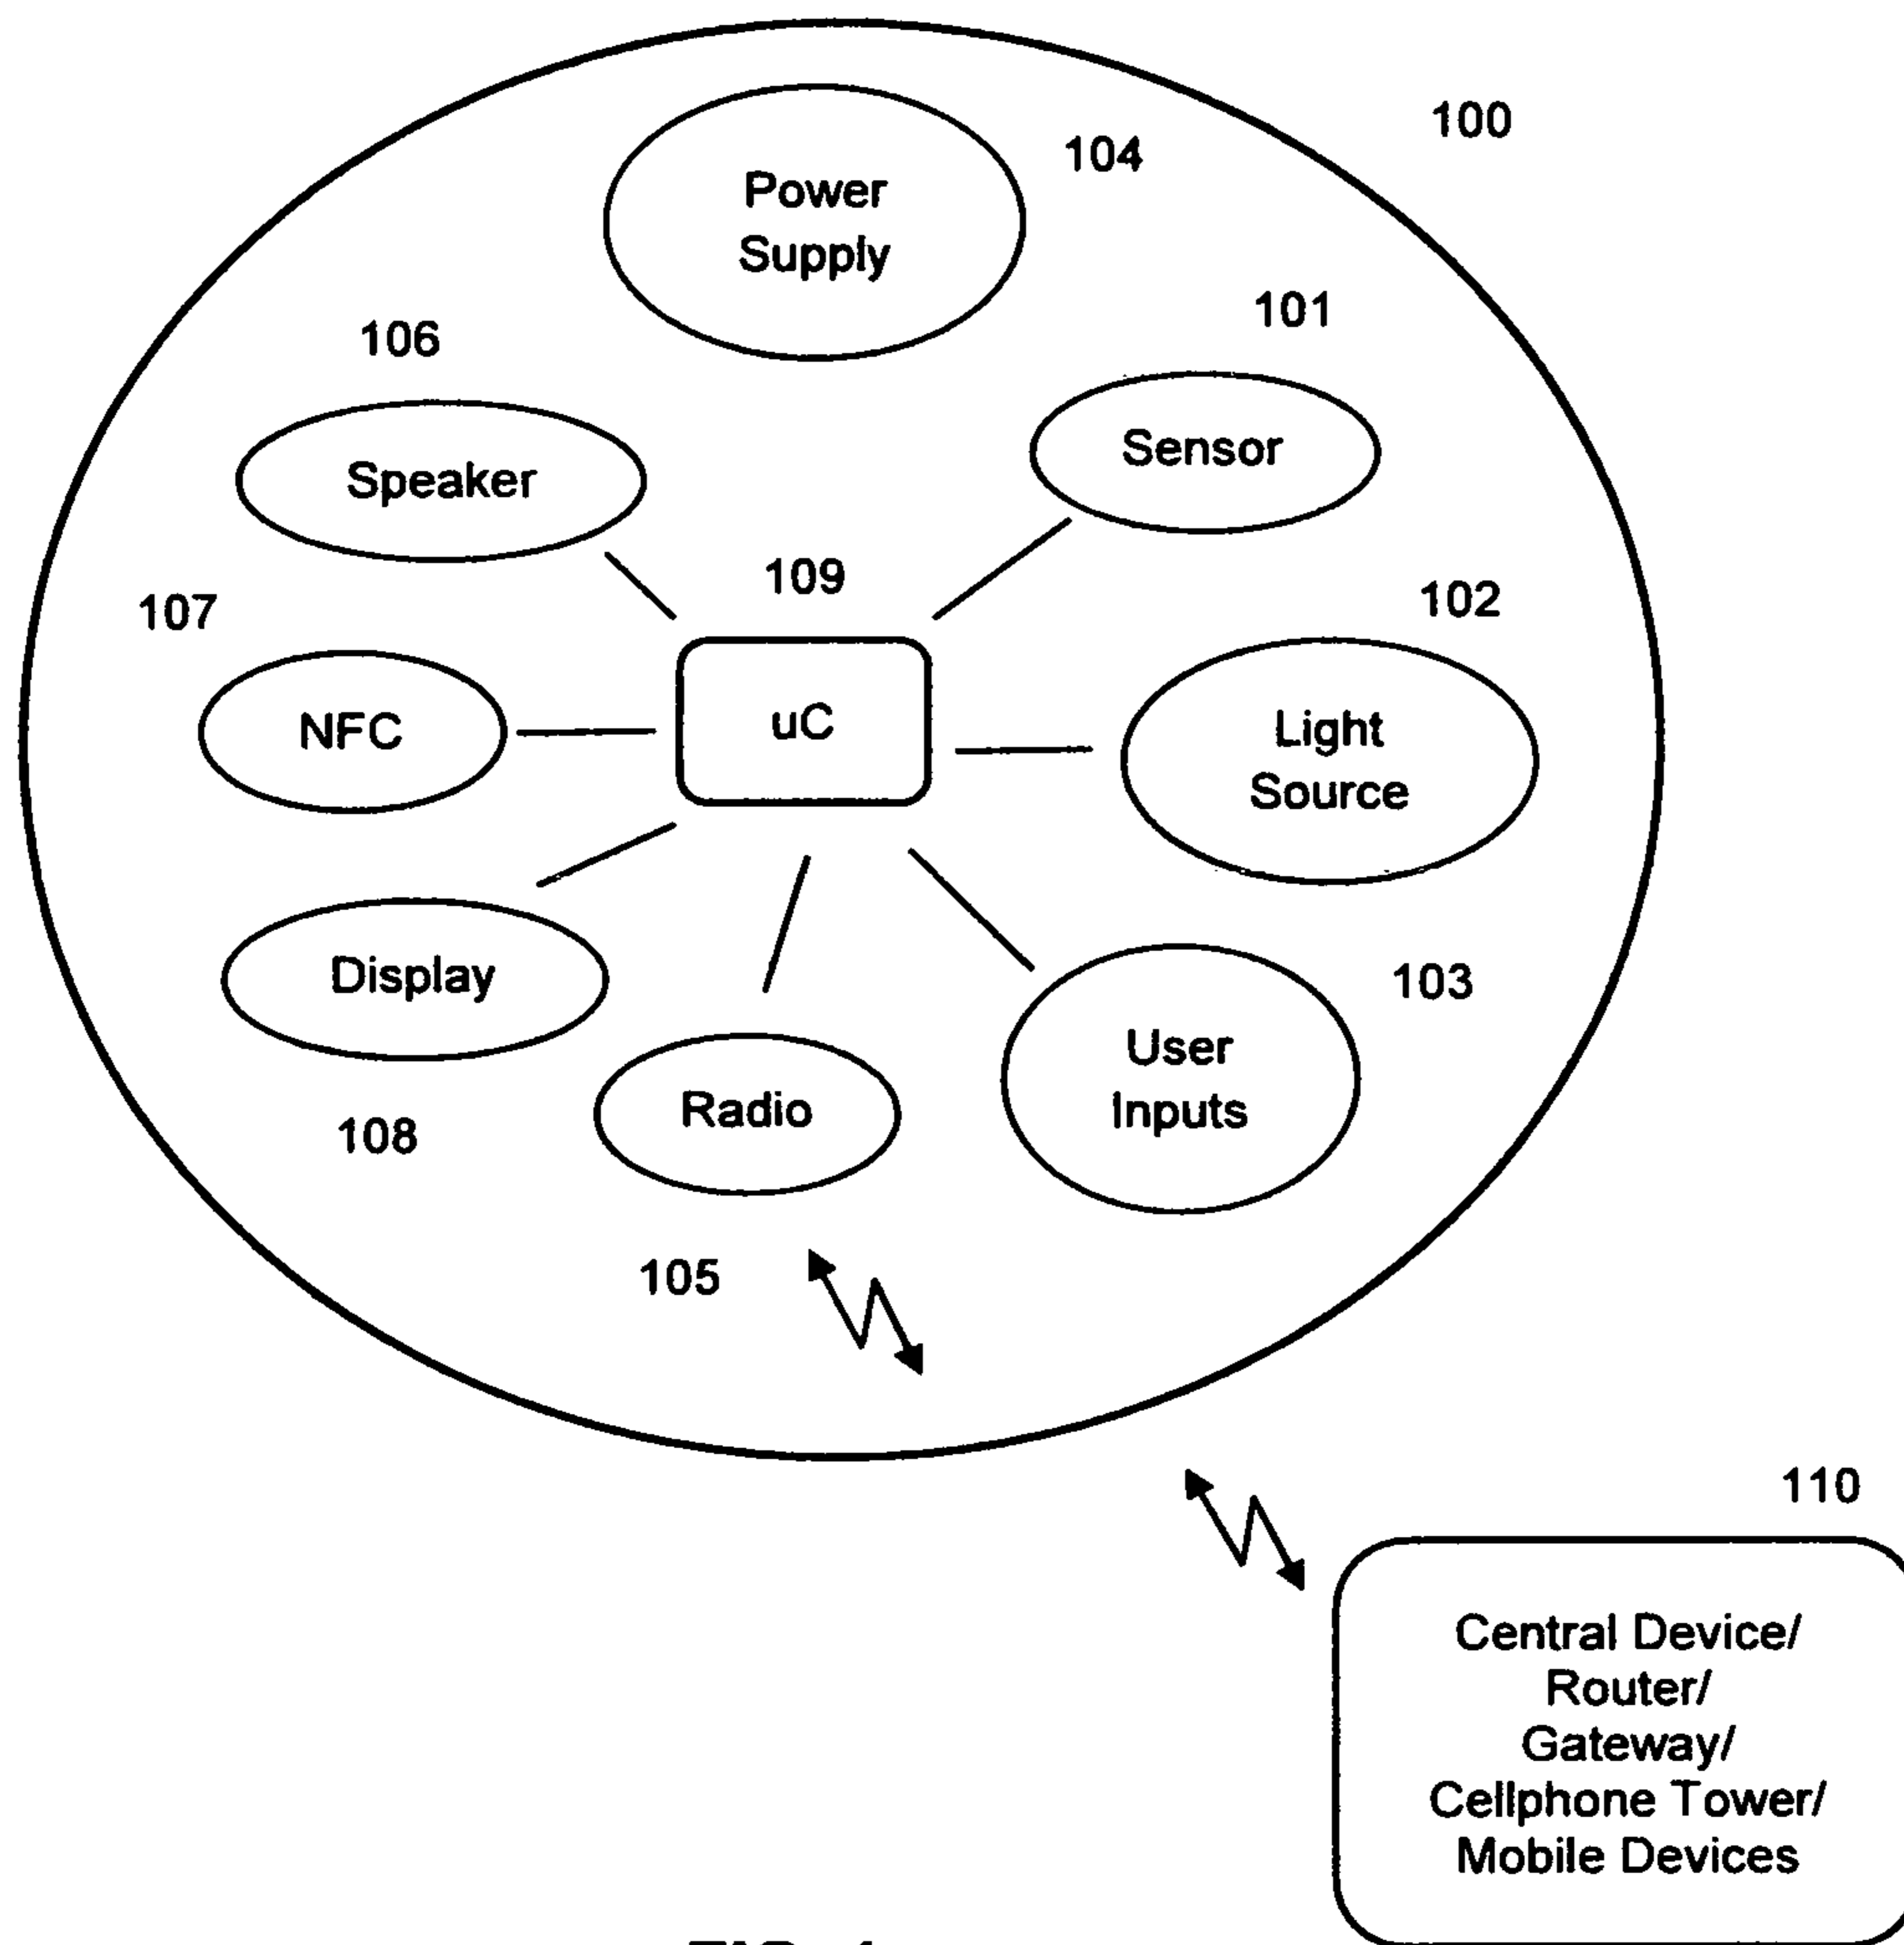 100
104
Power
Supply
101
106
Sensor
Speaker
109
102
107
uC
NFC
Light
Source
Display
103
User
Inputs
108
Radio
105
110
Central Device/
Router/
Gateway/
Cellphone Tower/
Mobile Devices